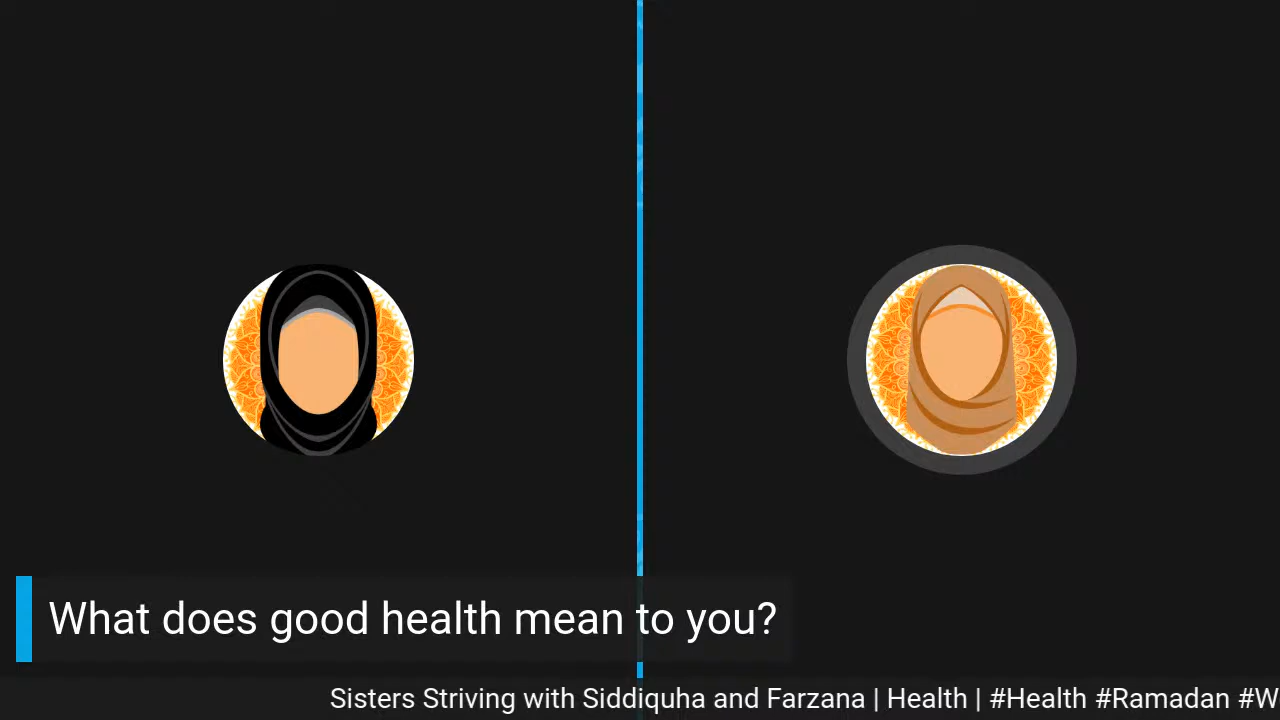 What does good health mean to you?
Sisters Striving with Siddiquha and Farzana | Health | #Health #Ramadan #W